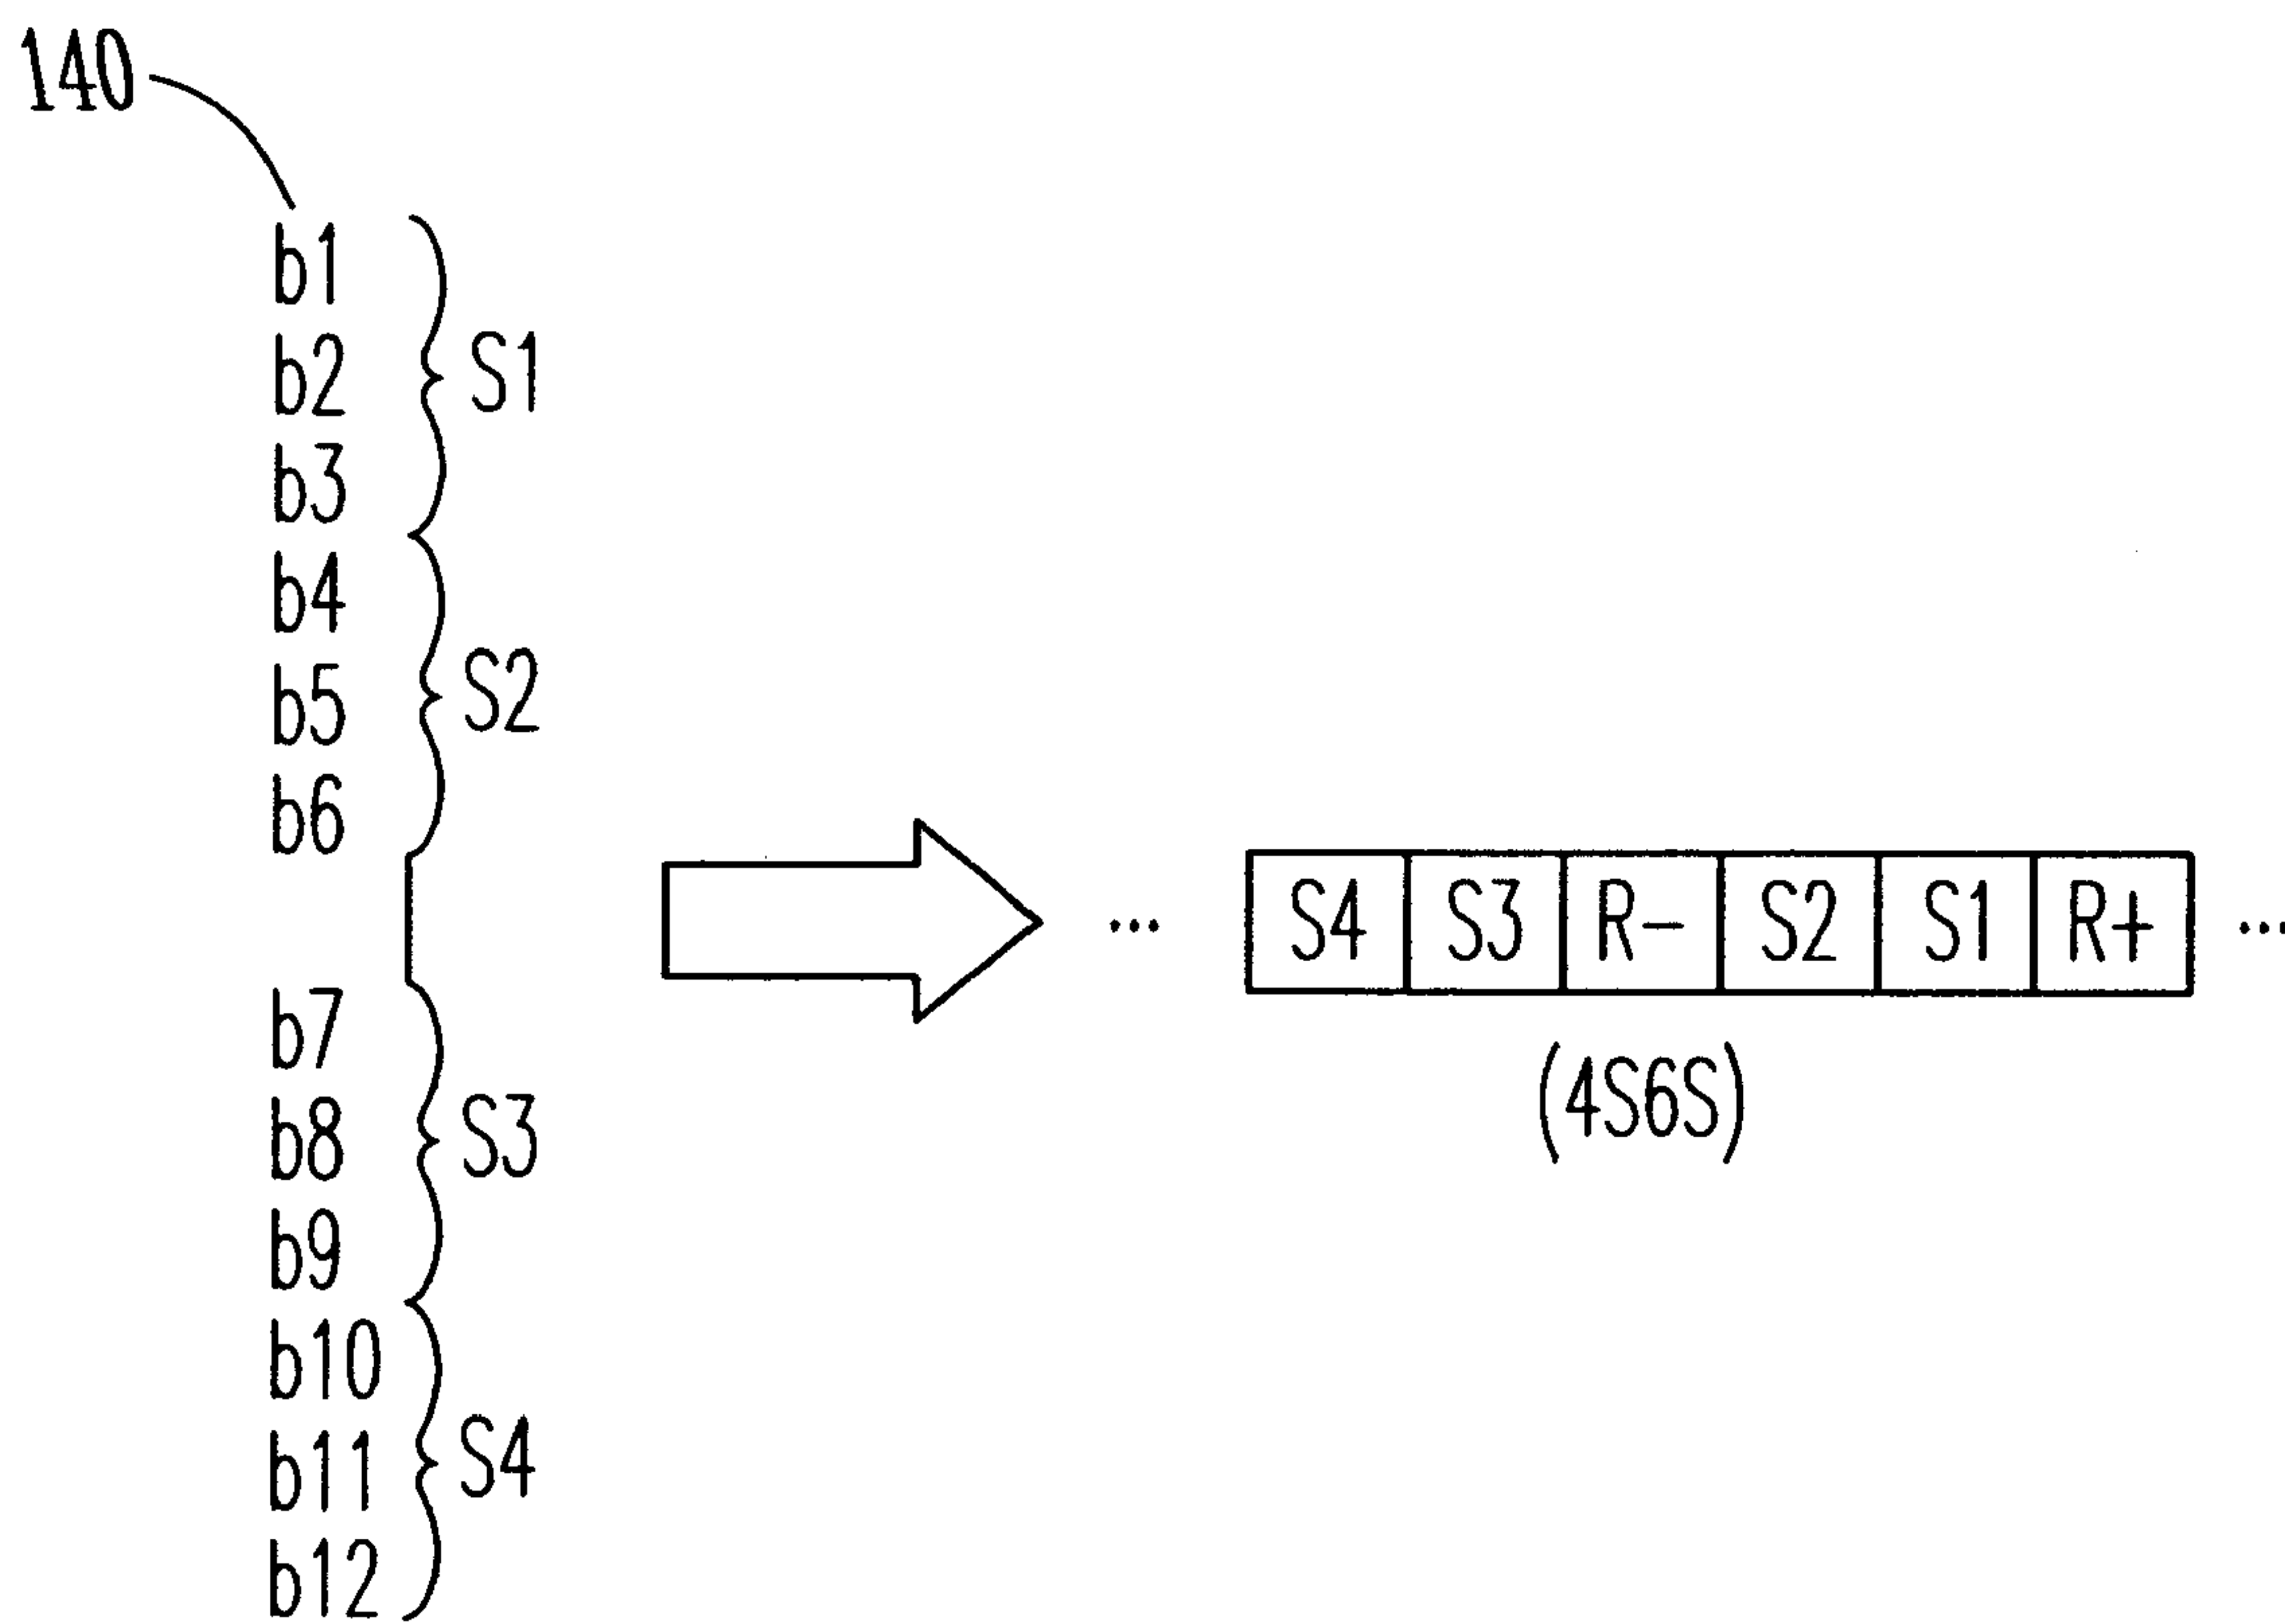 140
b1
b2
S1
b3
b4
b5
S2
b6
... S4 S3 R- S2 S1 R+ ...
b7
(4S6S)
b8
S3
b9
b10
b11
S4
b12